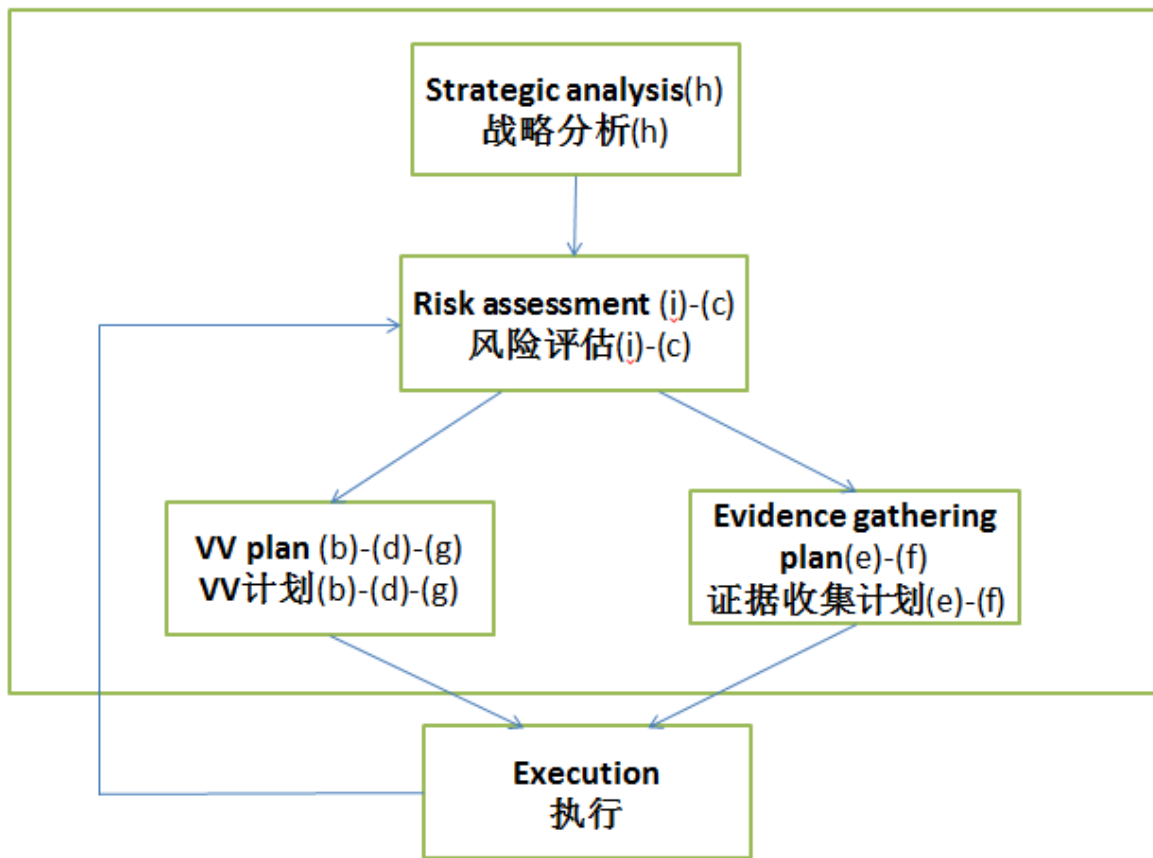 Strategic analysis(h)
战略分析(h)
Risk assessment (i)-(c)
风险评估(i)-(c)
VV plan (b)-(d)-(g)
VV计划(b)-(d)-(g)
Evidence gathering
plan(e)-(f)
证据收集计划(e)-(f)
Execution
执行